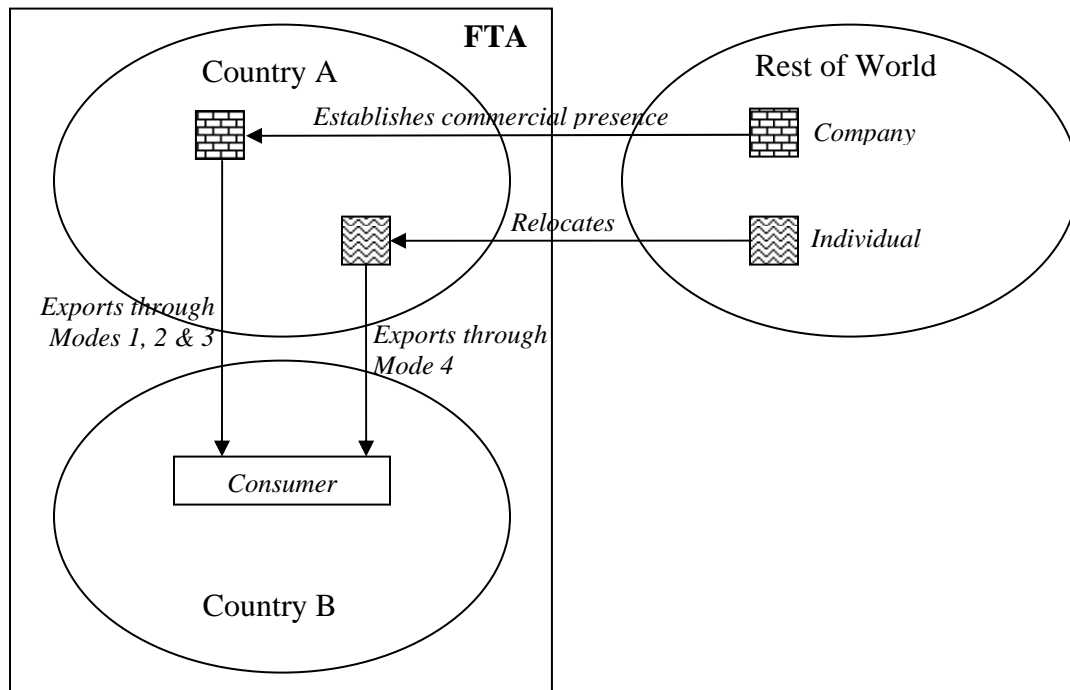 FTA
Country A
Rest of World
Establishes commercial presence
Company
Relocates
Individual
Exports through
Modes 1, 2 & 3
Exports through
Mode 4
Consumer
Country B